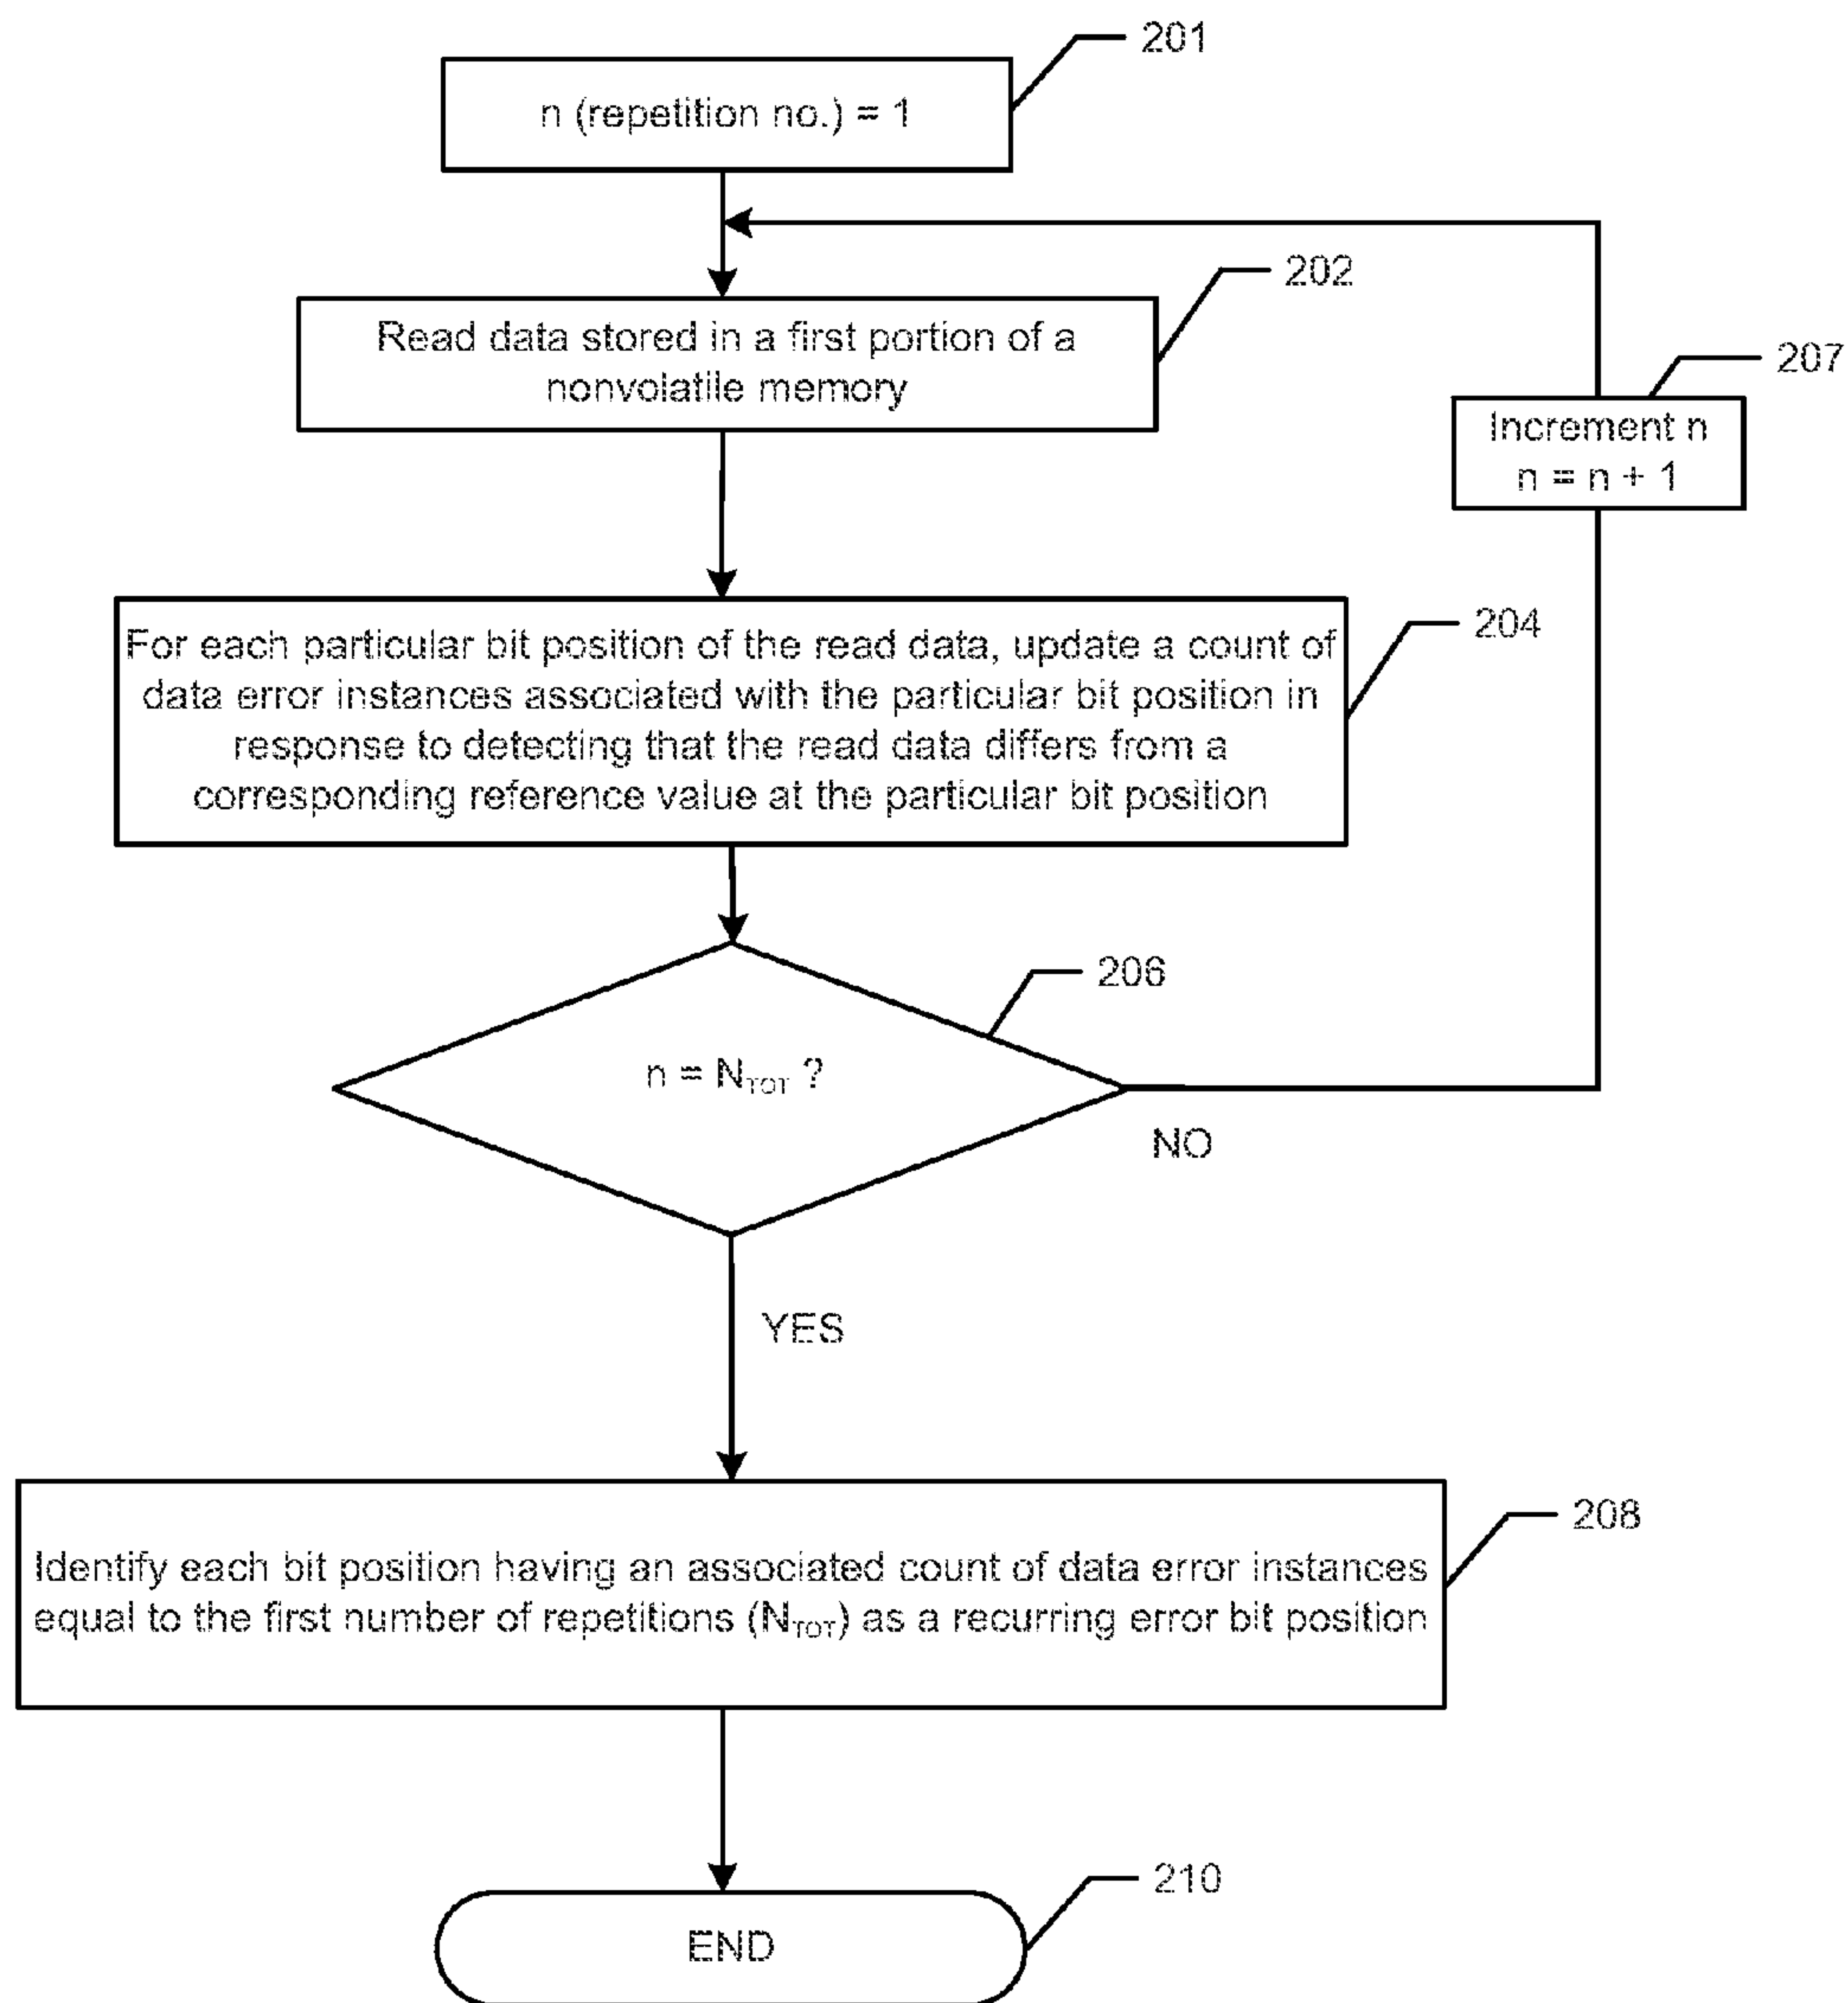 201
n (repetition no.) = 1
202
Read data stored in a first portion of a
nonvolatile memory
207
Increment n
n = n + 1
204
For each particular bit position of the read data, update a count of
data error instances associated with the particular bit position in
response to detecting that the read data differs from a
corresponding reference value at the particular bit position
206
n = N_TOT ?
NO
YES
208
Identify each bit position having an associated count of data error instances
equal to the first number of repetitions (N_TOT) as a recurring error bit position
210
END